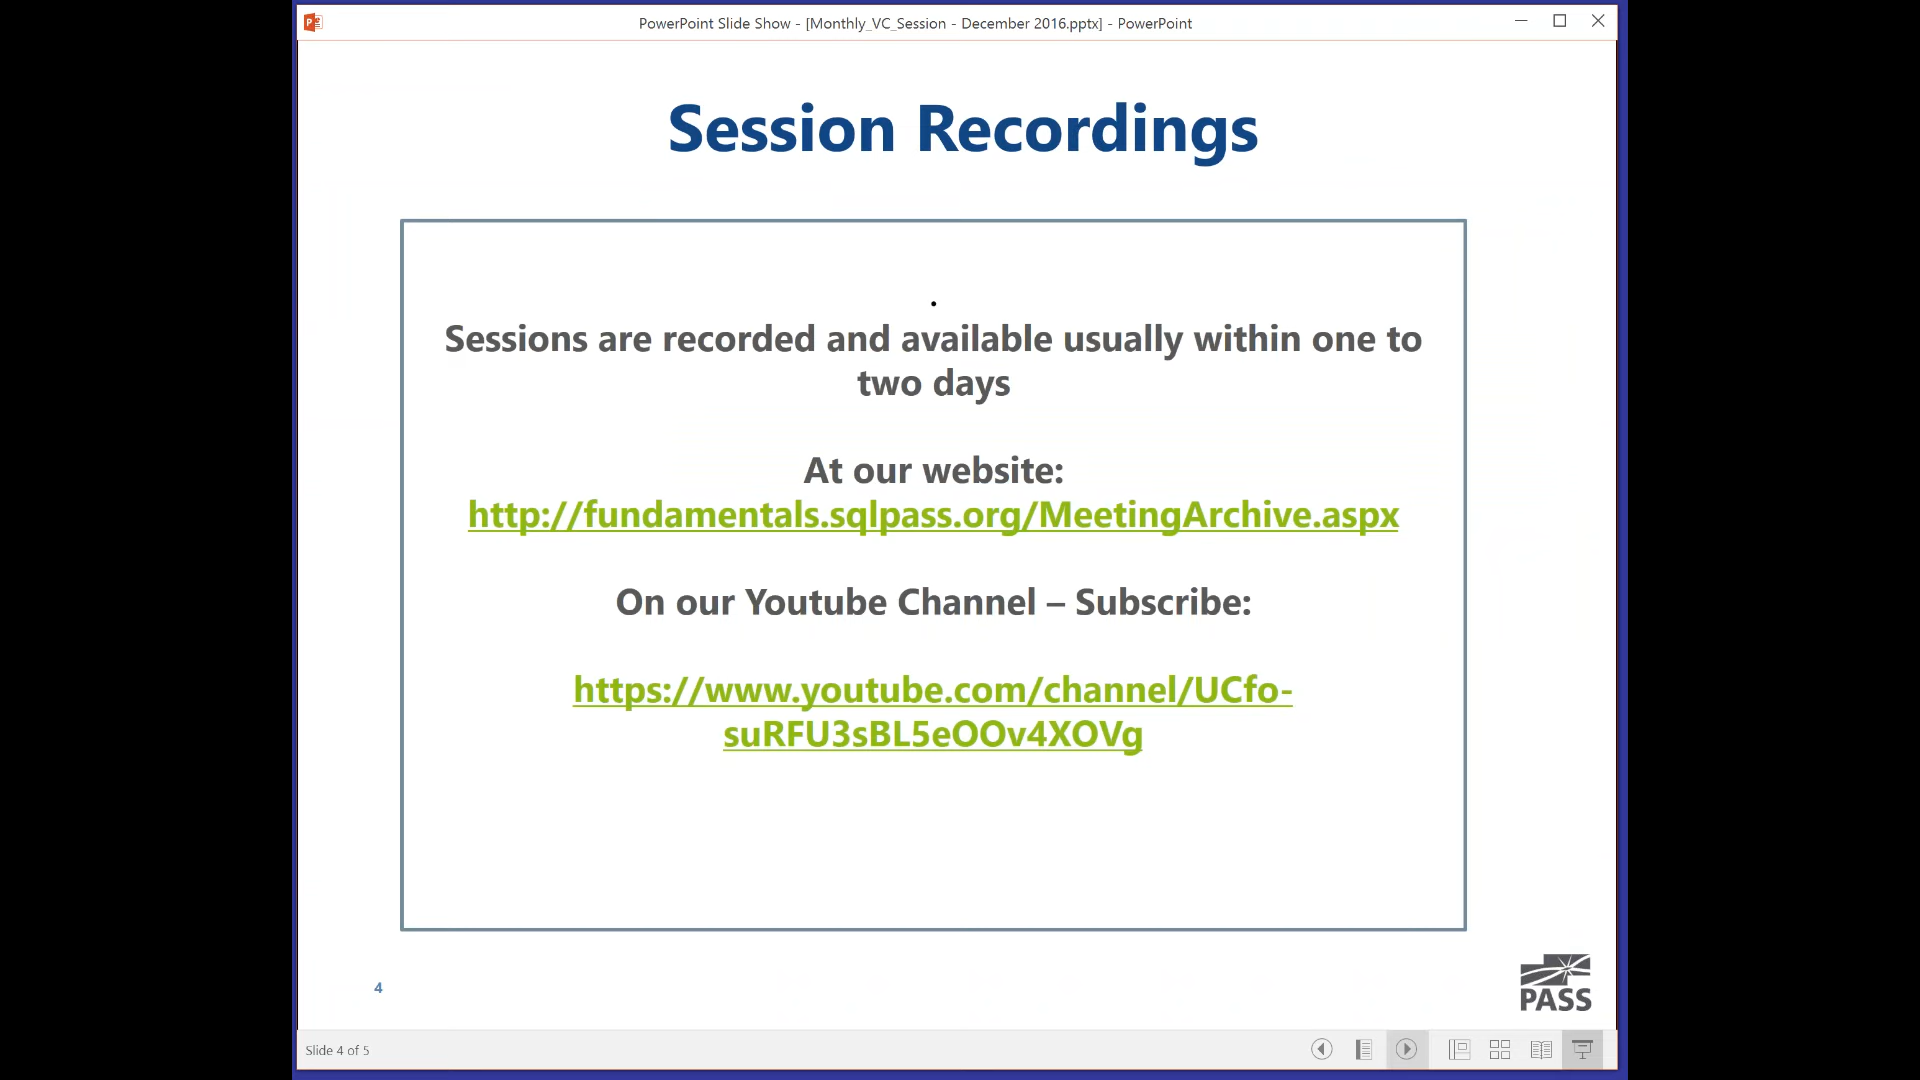 PowerPoint Slide Show - [Monthly_VC_Session - December 2016.pptx] - PowerPoint
Session Recordings
.
Sessions are recorded and available usually within one to
two days
At our website:
http://fundamentals.sqlpass.org/MeetingArchive.aspx
On our Youtube Channel – Subscribe:
https://www.youtube.com/channel/UCfo-
suRFU3sBL5eOOv4XOVg
4
PASS
Slide 4 of 5